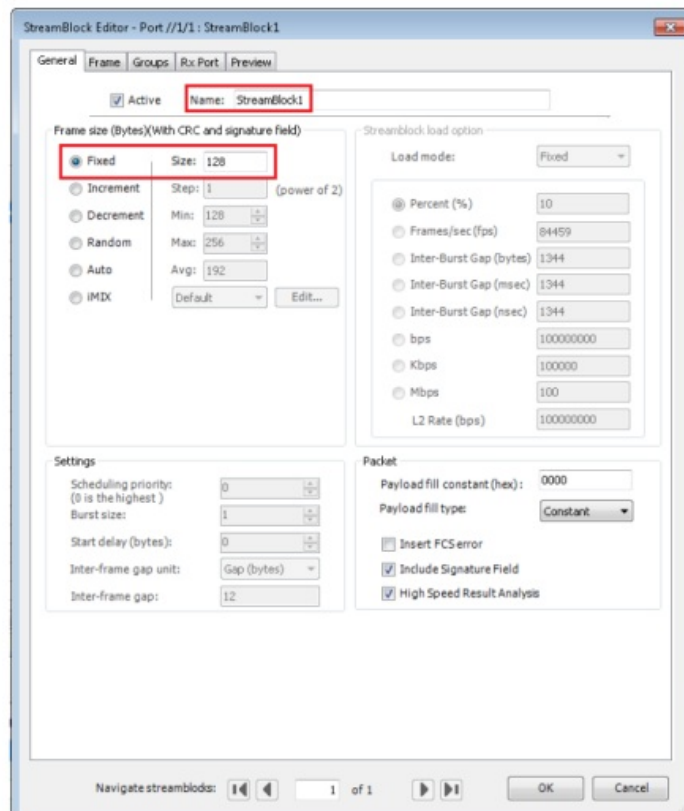 StreamBlock Editor - Port //1/1 : StreamBlock1
General Frame Groups Rx Port Preview
Active Name: StreamBlock1
Frame size (Bytes)(With CRC and signature field)
Fixed Size: 128
Increment Step: 1 (power of 2)
Decrement Min: 128
Random Max: 256
Auto Avg: 192
iMIX Default Edit...
Streamblock load option
Load mode: Fixed
Percent (%) 10
Frames/sec(fps) 84459
Inter-Burst Gap (bytes) 1344
Inter-Burst Gap (msec) 1344
Inter-Burst Gap (nsec) 1344
bps 100000000
Kbps 100000
Mbps 100
L2 Rate (bps) 100000000
Settings
Scheduling priority: 0
(0 is the highest )
Burst size: 1
Start delay (bytes): 0
Inter-frame gap unit: Gap (bytes)
Inter-frame gap: 12
Packet
Payload fill constant (hex) : 0000
Payload fill type: Constant
Insert FCS error
Include Signature Field
High Speed Result Analysis
Navigate streamblocks: 1 of 1 OK Cancel